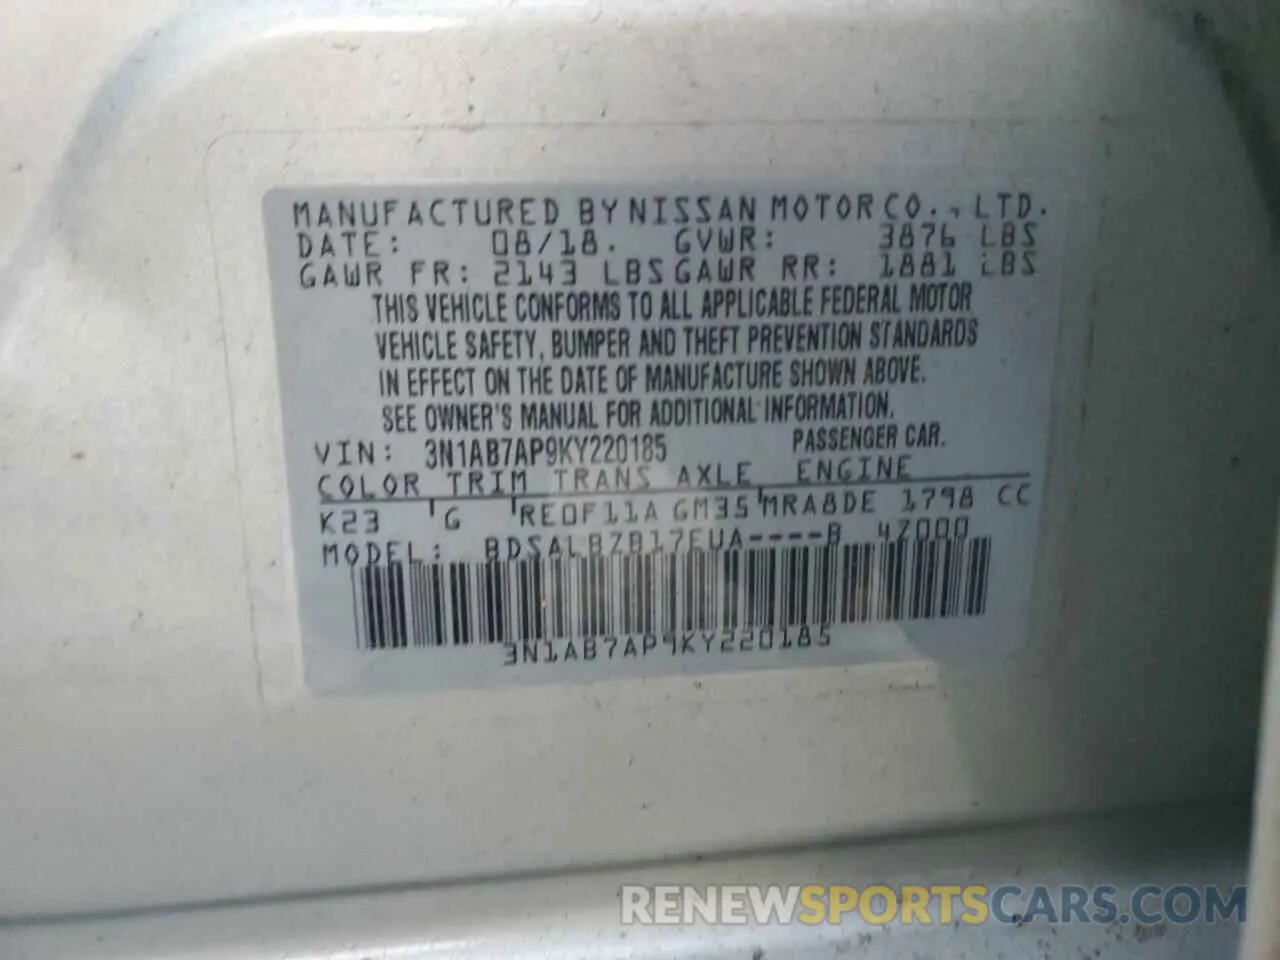 MANUFACTURED BY NISSAN MOTOR CO., LTD.
DATE: 08/18. GVWR: 3876 LBS
GAWR FR: 2143 LBS GAWR RR: 1881 LBS
THIS VEHICLE CONFORMS TO ALL APPLICABLE FEDERAL MOTOR
VEHICLE SAFETY, BUMPER AND THEFT PREVENTION STANDARDS
IN EFFECT ON THE DATE OF MANUFACTURE SHOWN ABOVE.
SEE OWNER'S MANUAL FOR ADDITIONAL INFORMATION.
VIN: 3N1AB7AP9KY220185 PASSENGER CAR.
COLOR TRIM TRANS AXLE ENGINE
K23 G RE0F11A GM35 MRA8DE 1798 CC
MODEL: BDSALBZB17EUA----B 4Z000
3N1AB7AP9KY220185
RENEWSPORTSCARS.COM